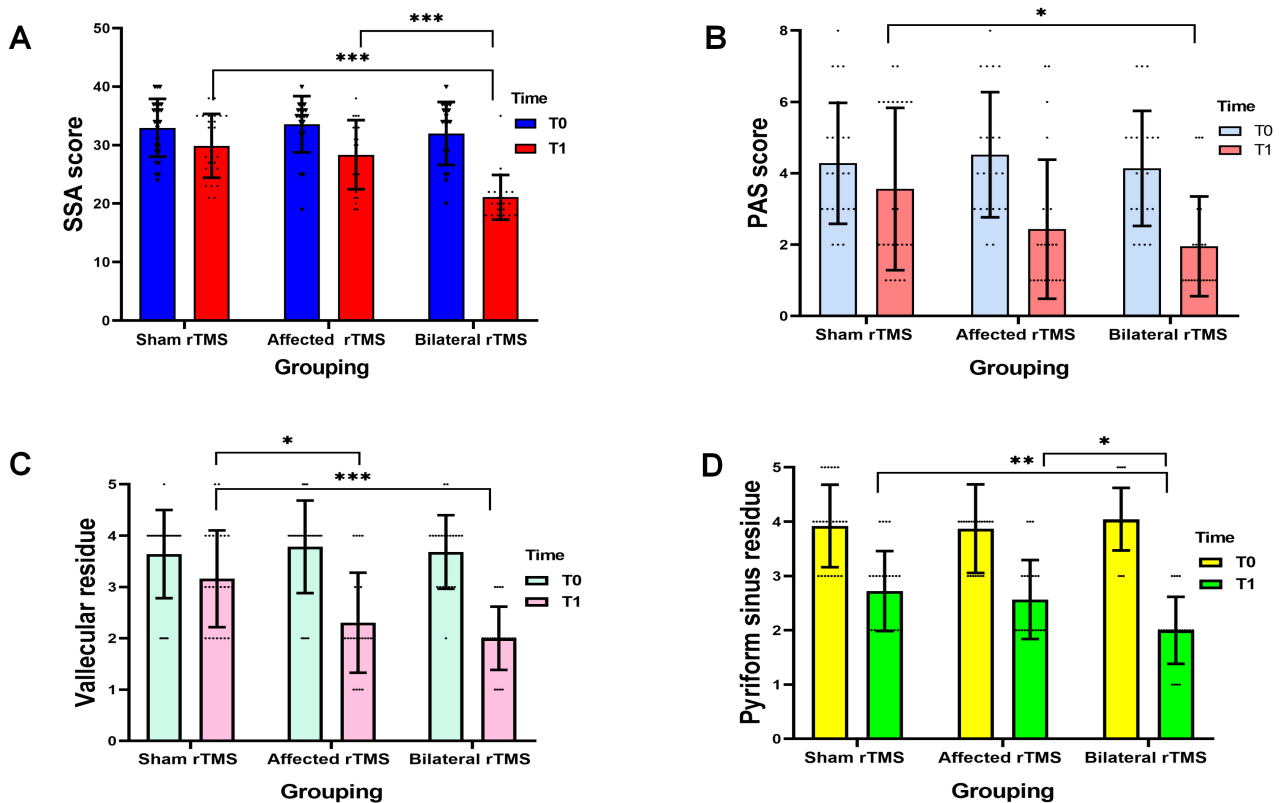 A
SSA score
50
40
30
20
10
0
***
***
Time
T0
T1
Sham rTMS
Affected rTMS
Bilateral rTMS
Grouping
B
PAS score
8
6
4
2
0
*
Time
T0
T1
Sham rTMS
Affected rTMS
Bilateral rTMS
Grouping
C
Vallecular residue
5
4
3
2
1
0
*
***
Time
T0
T1
Sham rTMS
Affected rTMS
Bilateral rTMS
Grouping
D
Pyriform sinus residue
5
4
3
2
1
0
*
**
Time
T0
T1
Sham rTMS
Affected rTMS
Bilateral rTMS
Grouping